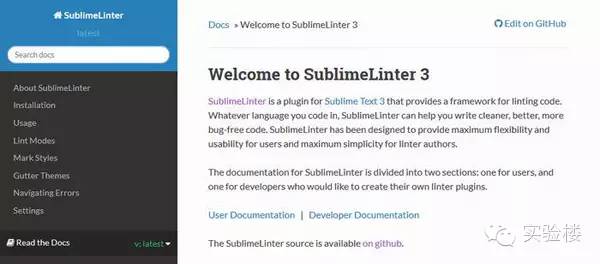 SublimeLinter
latest
Search docs
About SublimeLinter
Installation
Usage
Lint Modes
Mark Styles
Gutter Themes
Navigating Errors
Settings
Read the Docs v: latest
Docs » Welcome to SublimeLinter 3 Edit on GitHub
Welcome to SublimeLinter 3
SublimeLinter is a plugin for Sublime Text 3 that provides a framework for linting code.
Whatever language you code in, SublimeLinter can help you write cleaner, better, more
bug-free code. SublimeLinter has been designed to provide maximum flexibility and
usability for users and maximum simplicity for linter authors.
The documentation for SublimeLinter is divided into two sections: one for users, and
one for developers who would like to create their own linter plugins.
User Documentation | Developer Documentation
The SublimeLinter source is available on github.
实验楼